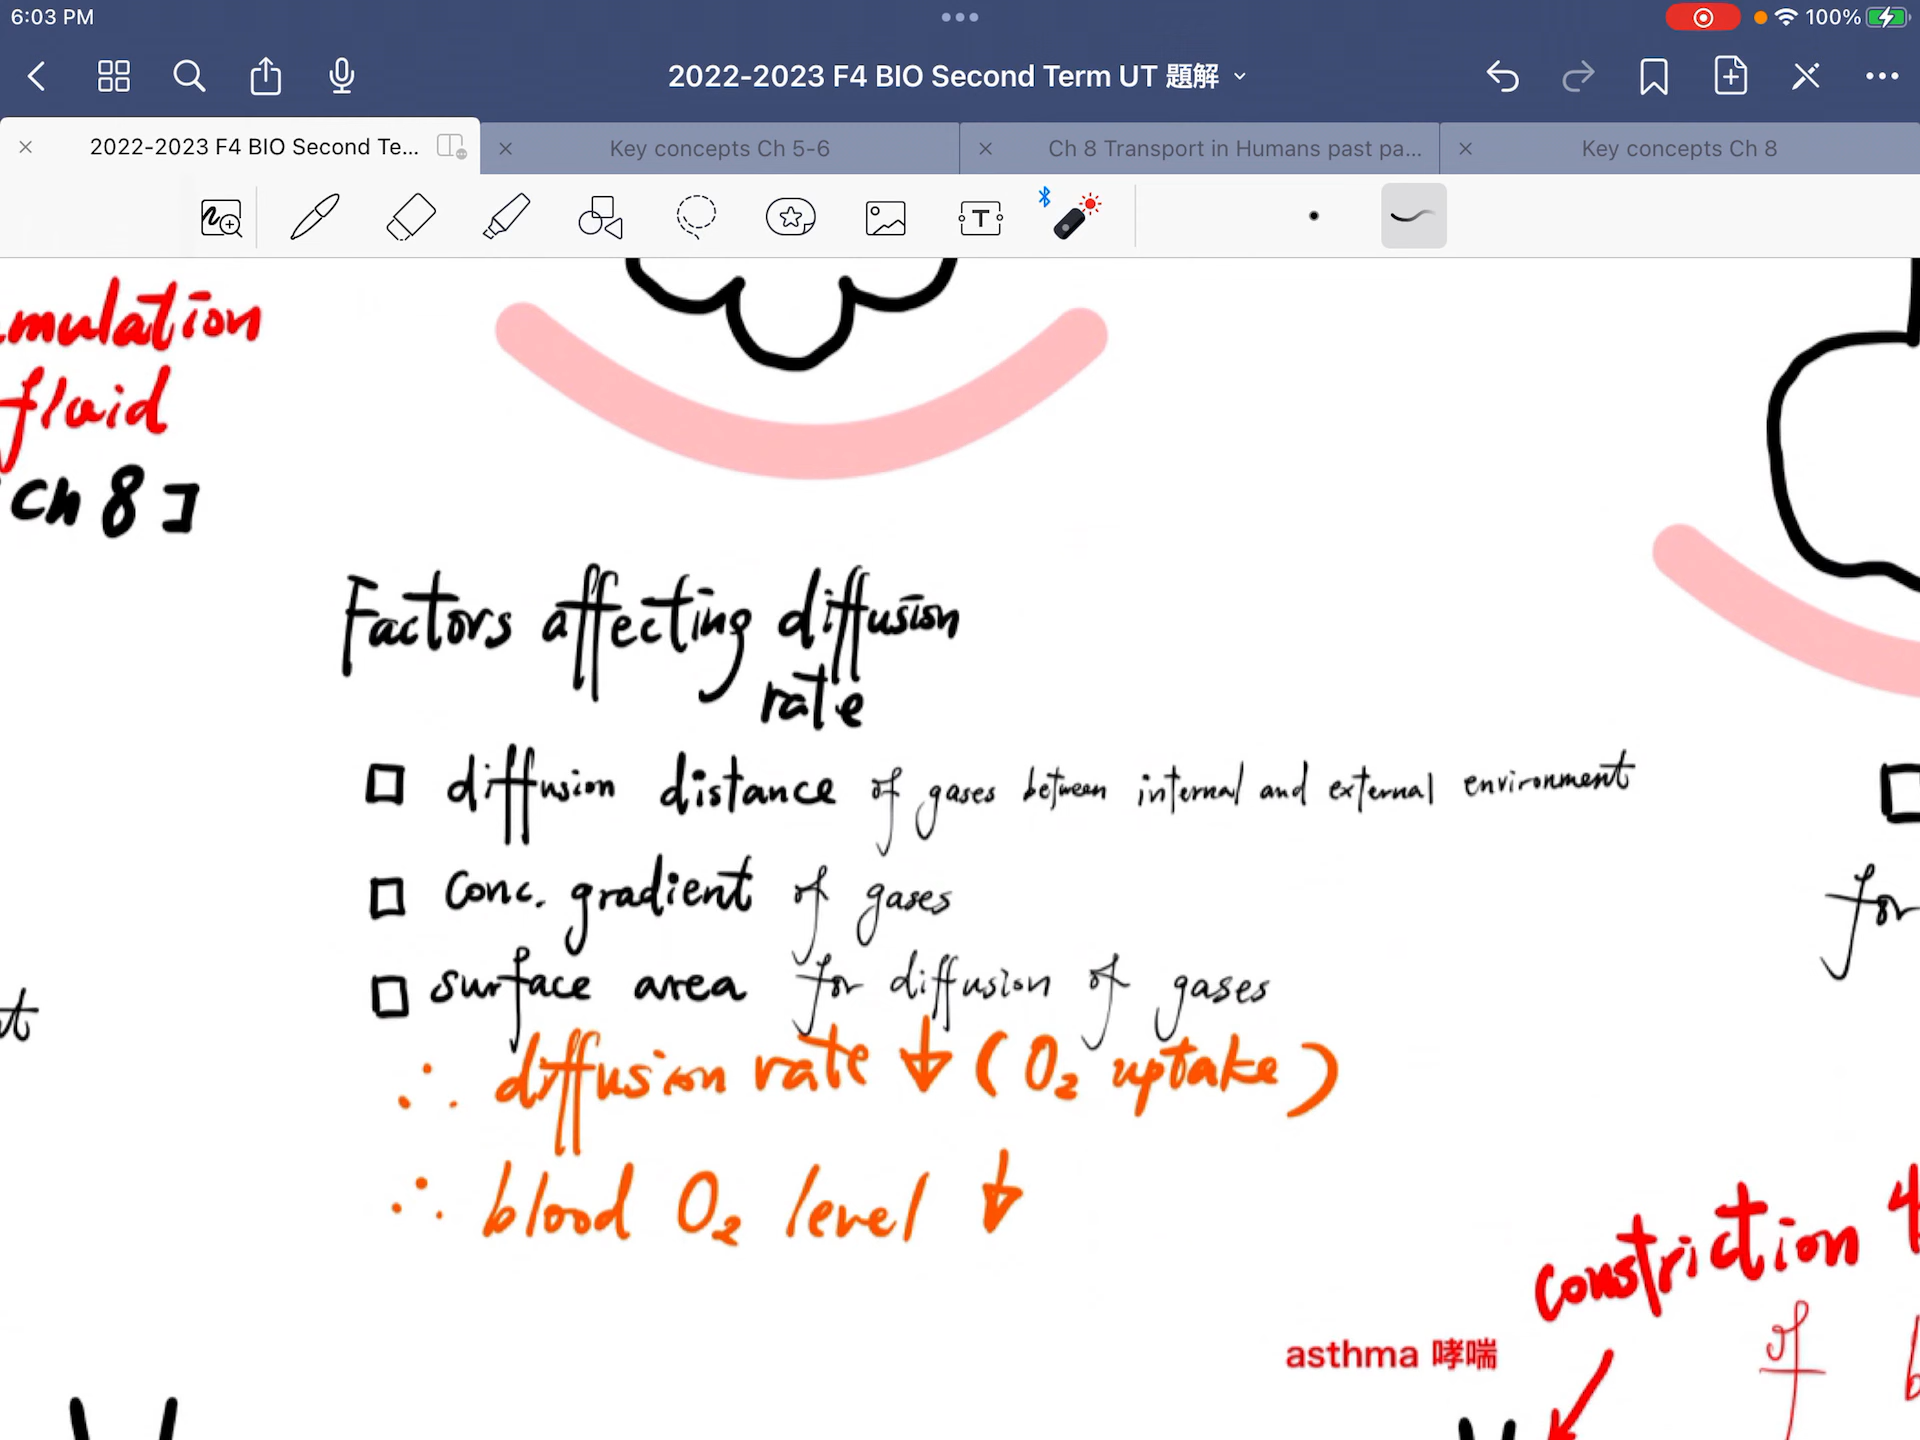 6:03 PM
100%
2022-2023 F4 BIO Second Term UT 題解
2022-2023 F4 BIO Second Te...
Key concepts Ch 5-6
Ch 8 Transport in Humans past pa...
Key concepts Ch 8
T
mulation
fluid
Ch 8]
Factors affecting diffusion
rate
□ diffusion distance of gases between internal and external environment
□ conc. gradient of gases
for
□ surface area for diffusion of gases
∴ diffusion rate ↓ (O₂ uptake)
∴ blood O₂ level ↓
constriction
of
asthma 哮喘